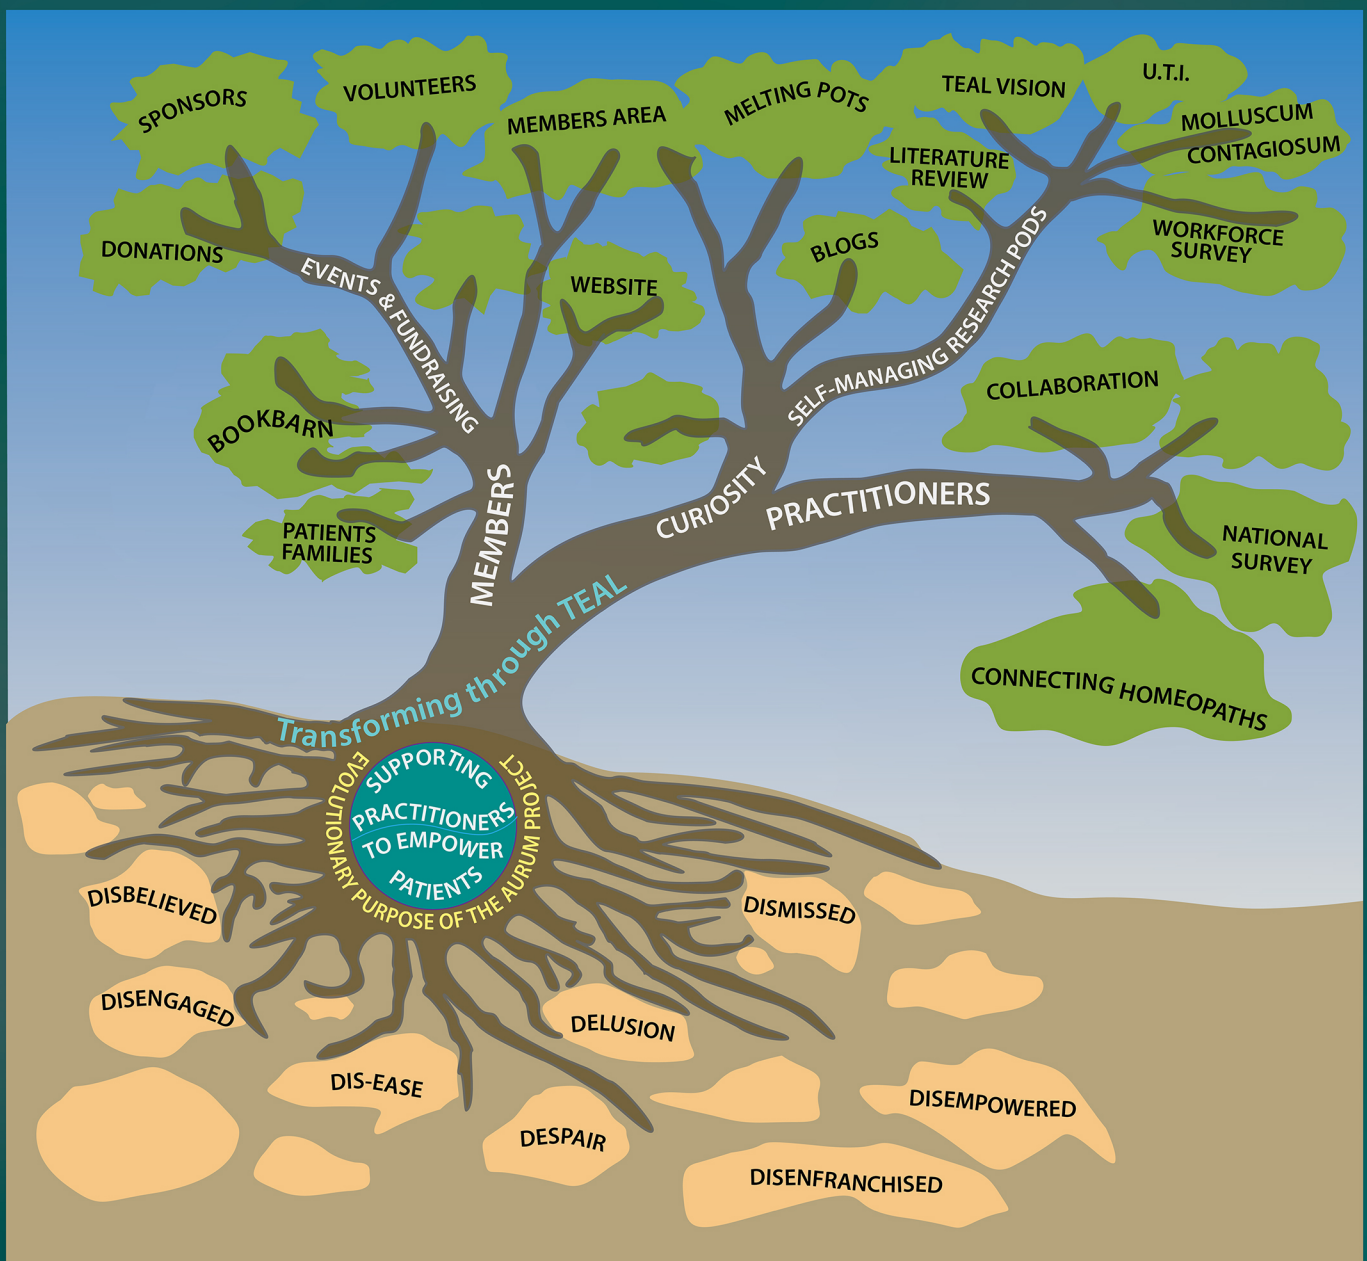 SPONSORS
VOLUNTEERS
MEMBERS AREA
MELTING POTS
TEAL VISION
U.T.I.
MOLLUSCUM
CONTAGIOSUM
LITERATURE
REVIEW
DONATIONS
WORKFORCE
SURVEY
BLOGS
WEBSITE
EVENTS & FUNDRAISING
SELF-MANAGING RESEARCH PODS
COLLABORATION
BOOKBARN
PATIENTS
FAMILIES
MEMBERS
CURIOSITY
PRACTITIONERS
NATIONAL
SURVEY
CONNECTING HOMEOPATHS
Transforming through TEAL
EVOLUTIONARY PURPOSE OF THE AURUM PROJECT
SUPPORTING
PRACTITIONERS
TO EMPOWER
PATIENTS
DISBELIEVED
DISMISSED
DISENGAGED
DELUSION
DIS-EASE
DISEMPOWERED
DESPAIR
DISENFRANCHISED